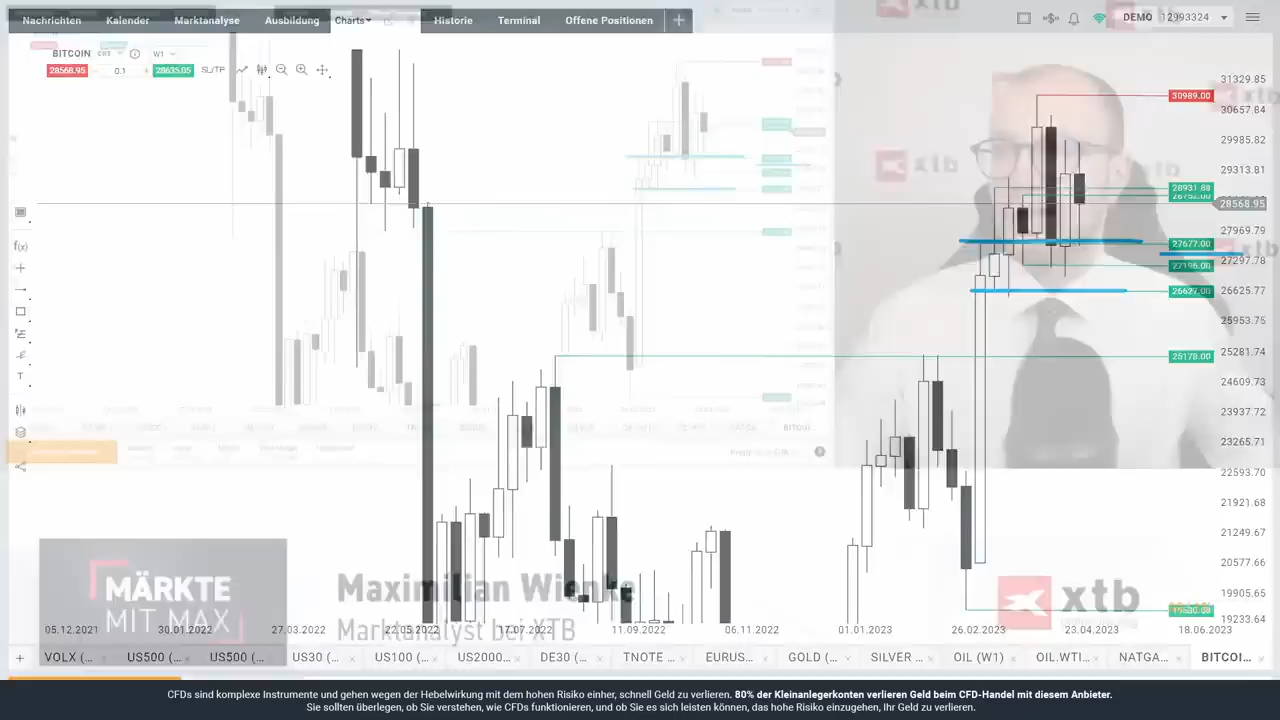 Nachrichten Kalender Marktanalyse Ausbildung Charts Historie Terminal Offene Positionen +
DEMO 12993324
BITCOIN W1
28568.95 0.1 28635.05 SL/TP
31329.85
30989.00
30657.84
29985.82
29313.81
28931.88
28568.95
27969.79
27677.00
27297.78
27196.00
26627.00
26625.77
25953.75
25281.74
25178.00
24609.73
23937.72
23265.71
22593.70
21921.68
21249.67
20577.66
19905.65
19233.64
f(x)
T
xtb
xtb
xtb
MÄRKTE
MIT MAX
Maximilian Wienke
Marktanalyst bei XTB
xtb
05.12.2021 30.01.2022 27.03.2022 22.05.2022 17.07.2022 11.09.2022 06.11.2022 01.01.2023 26.02.2023 23.04.2023 18.06.2023
+ VOLX (... US500 (... US500 (... US30 (... US100 (... US2000... DE30 (... TNOTE ... EURUS... GOLD (... SILVER ... OIL (W1) OIL.WTI... NATGA... BITCOI...
CFDs sind komplexe Instrumente und gehen wegen der Hebelwirkung mit dem hohen Risiko einher, schnell Geld zu verlieren. 80% der Kleinanlegerkonten verlieren Geld beim CFD-Handel mit diesem Anbieter.
Sie sollten überlegen, ob Sie verstehen, wie CFDs funktionieren, und ob Sie es sich leisten können, das hohe Risiko einzugehen, Ihr Geld zu verlieren.